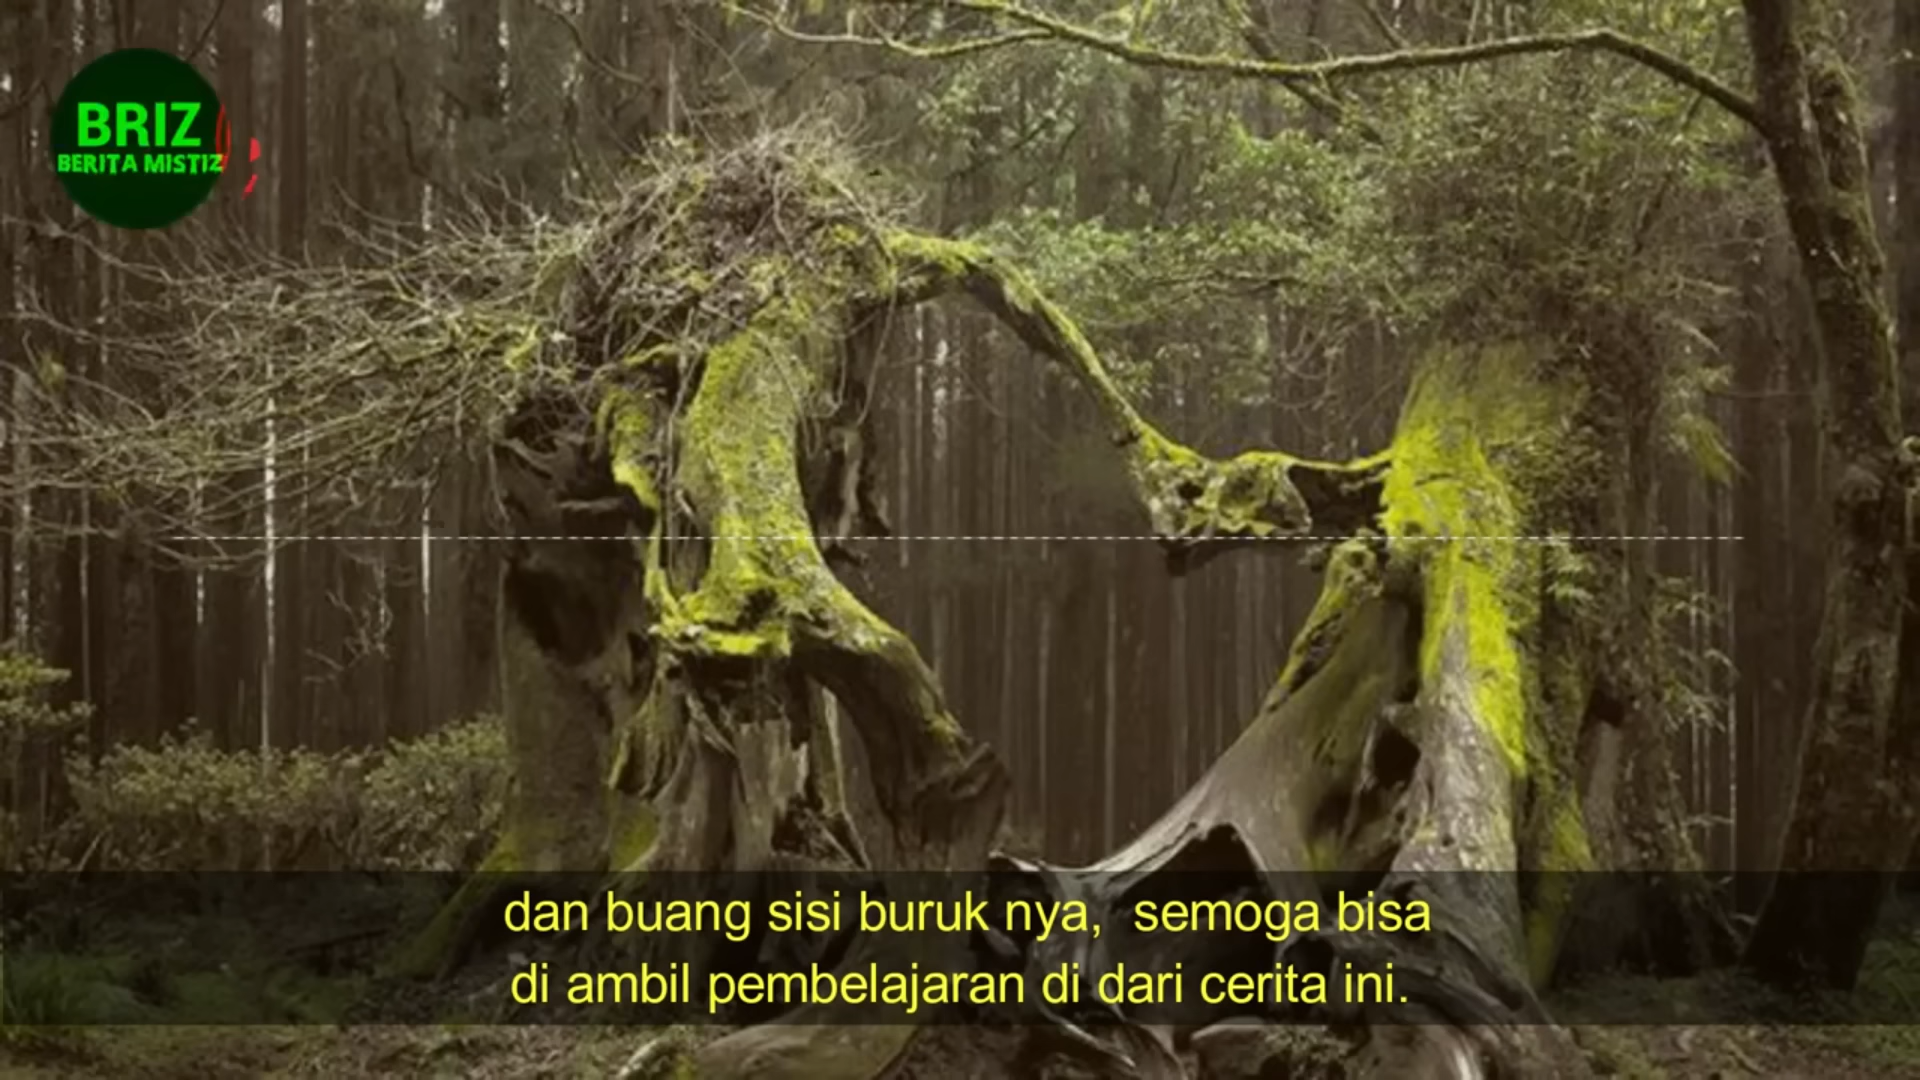 BRIZ
BERITA MISTIZ
dan buang sisi buruk nya,  semoga bisa
di ambil pembelajaran di dari cerita ini.